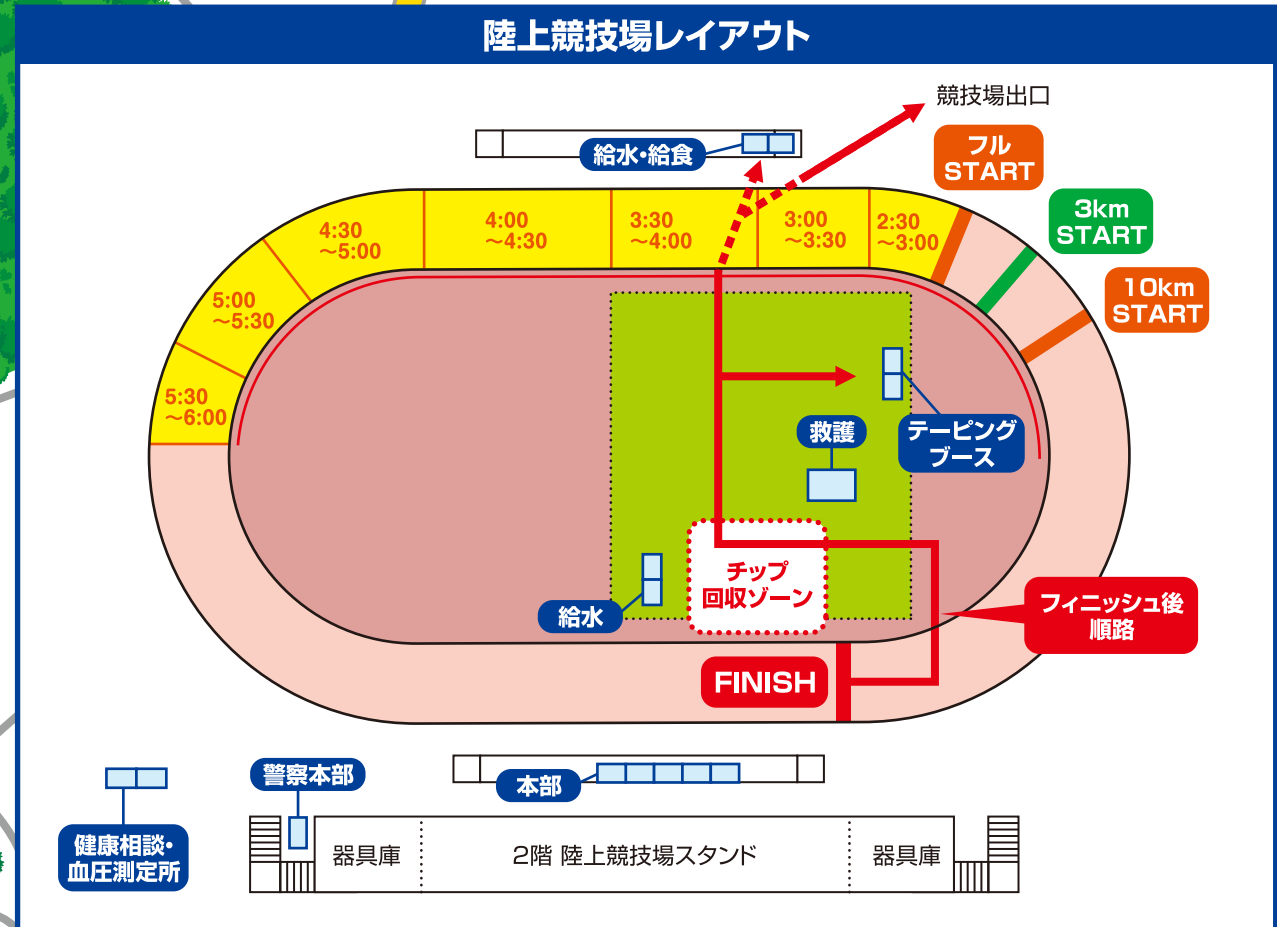 陸上競技場レイアウト
競技場出口
給水・給食
フル
START
3km
START
10km
START
2:30
～3:00
3:00
～3:30
3:30
～4:00
4:00
～4:30
4:30
～5:00
5:00
～5:30
5:30
～6:00
救護
テーピング
ブース
チップ
回収ゾーン
給水
フィニッシュ後
順路
FINISH
警察本部
本部
健康相談・
血圧測定所
器具庫
2階 陸上競技場スタンド
器具庫